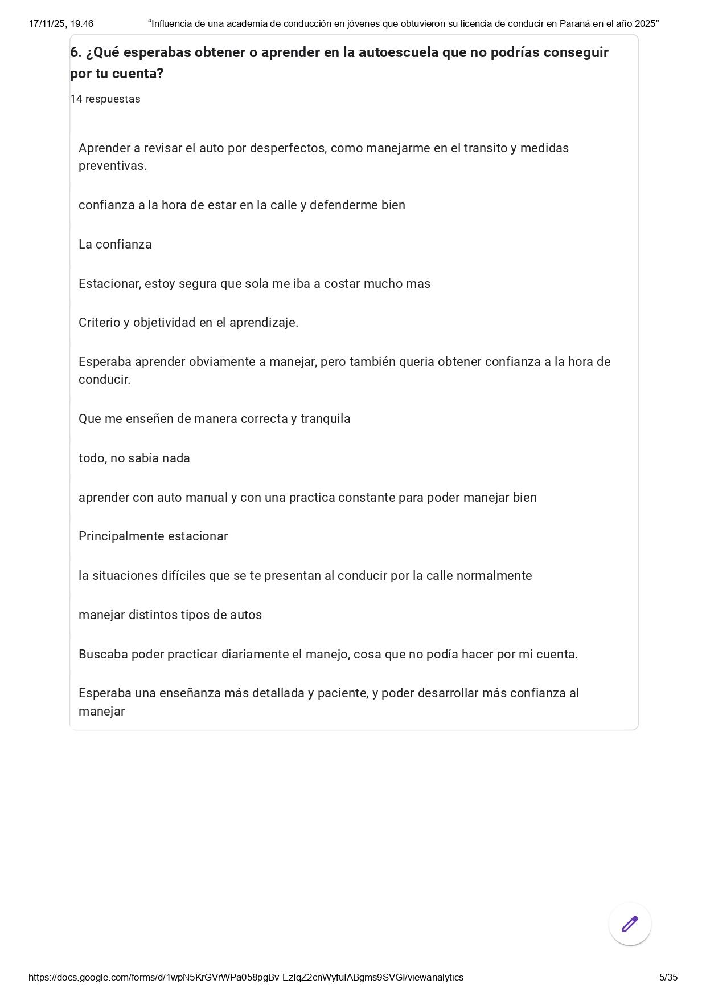 17/11/25, 19:46
“Influencia de una academia de conducción en jóvenes que obtuvieron su licencia de conducir en Paraná en el año 2025”
6. ¿Qué esperabas obtener o aprender en la autoescuela que no podrías conseguir
por tu cuenta?
14 respuestas
Aprender a revisar el auto por desperfectos, como manejarme en el transito y medidas
preventivas.
confianza a la hora de estar en la calle y defenderme bien
La confianza
Estacionar, estoy segura que sola me iba a costar mucho mas
Criterio y objetividad en el aprendizaje.
Esperaba aprender obviamente a manejar, pero también queria obtener confianza a la hora de
conducir.
Que me enseñen de manera correcta y tranquila
todo, no sabía nada
aprender con auto manual y con una practica constante para poder manejar bien
Principalmente estacionar
la situaciones difíciles que se te presentan al conducir por la calle normalmente
manejar distintos tipos de autos
Buscaba poder practicar diariamente el manejo, cosa que no podía hacer por mi cuenta.
Esperaba una enseñanza más detallada y paciente, y poder desarrollar más confianza al
manejar
https://docs.google.com/forms/d/1wpN5KrGVrWPa058pgBv-EzIqZ2cnWyfuIABgms9SVGI/viewanalytics
5/35